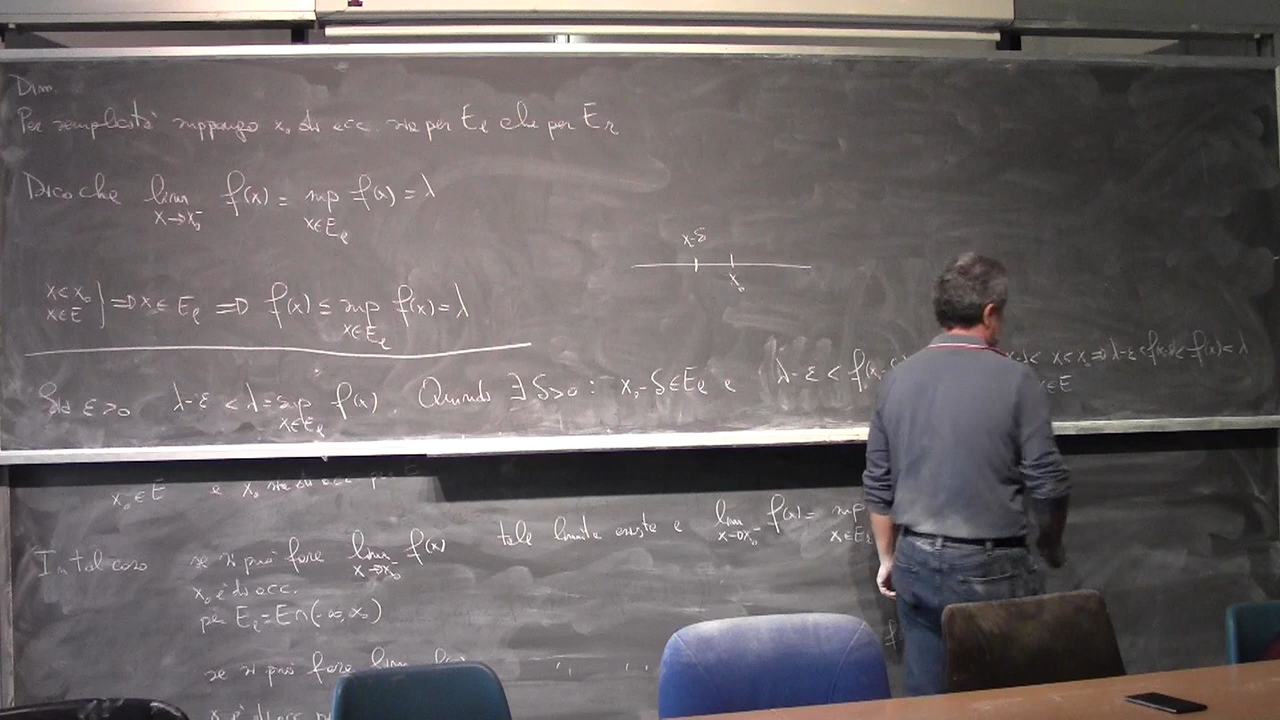 Dim.
Per semplicità suppongo x₀ di acc. sia per E_l che per E_r
Dico che lim_{x→x₀⁻} f(x) = sup_{x∈E_l} f(x) = λ
x-δ
x₀
x<x₀
x∈E } ⇒ x∈E_l ⇒ f(x) ≤ sup_{x∈E_l} f(x) = λ
Sia ε>0 λ-ε < λ = sup_{x∈E_l} f(x). Quindi ∃ δ>0 : x₀-δ∈E_l e λ-ε < f(x₀-δ < x<x₀ ⇒ λ-ε<f(x₀-δ)<f(x)<λ
x∈E
x₀∈E e x₀ sia di acc. per E
In tal caso se si può fare lim_{x→x₀⁻} f(x) tale limite esiste e lim_{x→x₀⁻} f(x) = sup_{x∈E_l}
x₀ è di acc.
per E_l = E∩(-∞, x₀)
se si può fare lim
x₀ è di acc